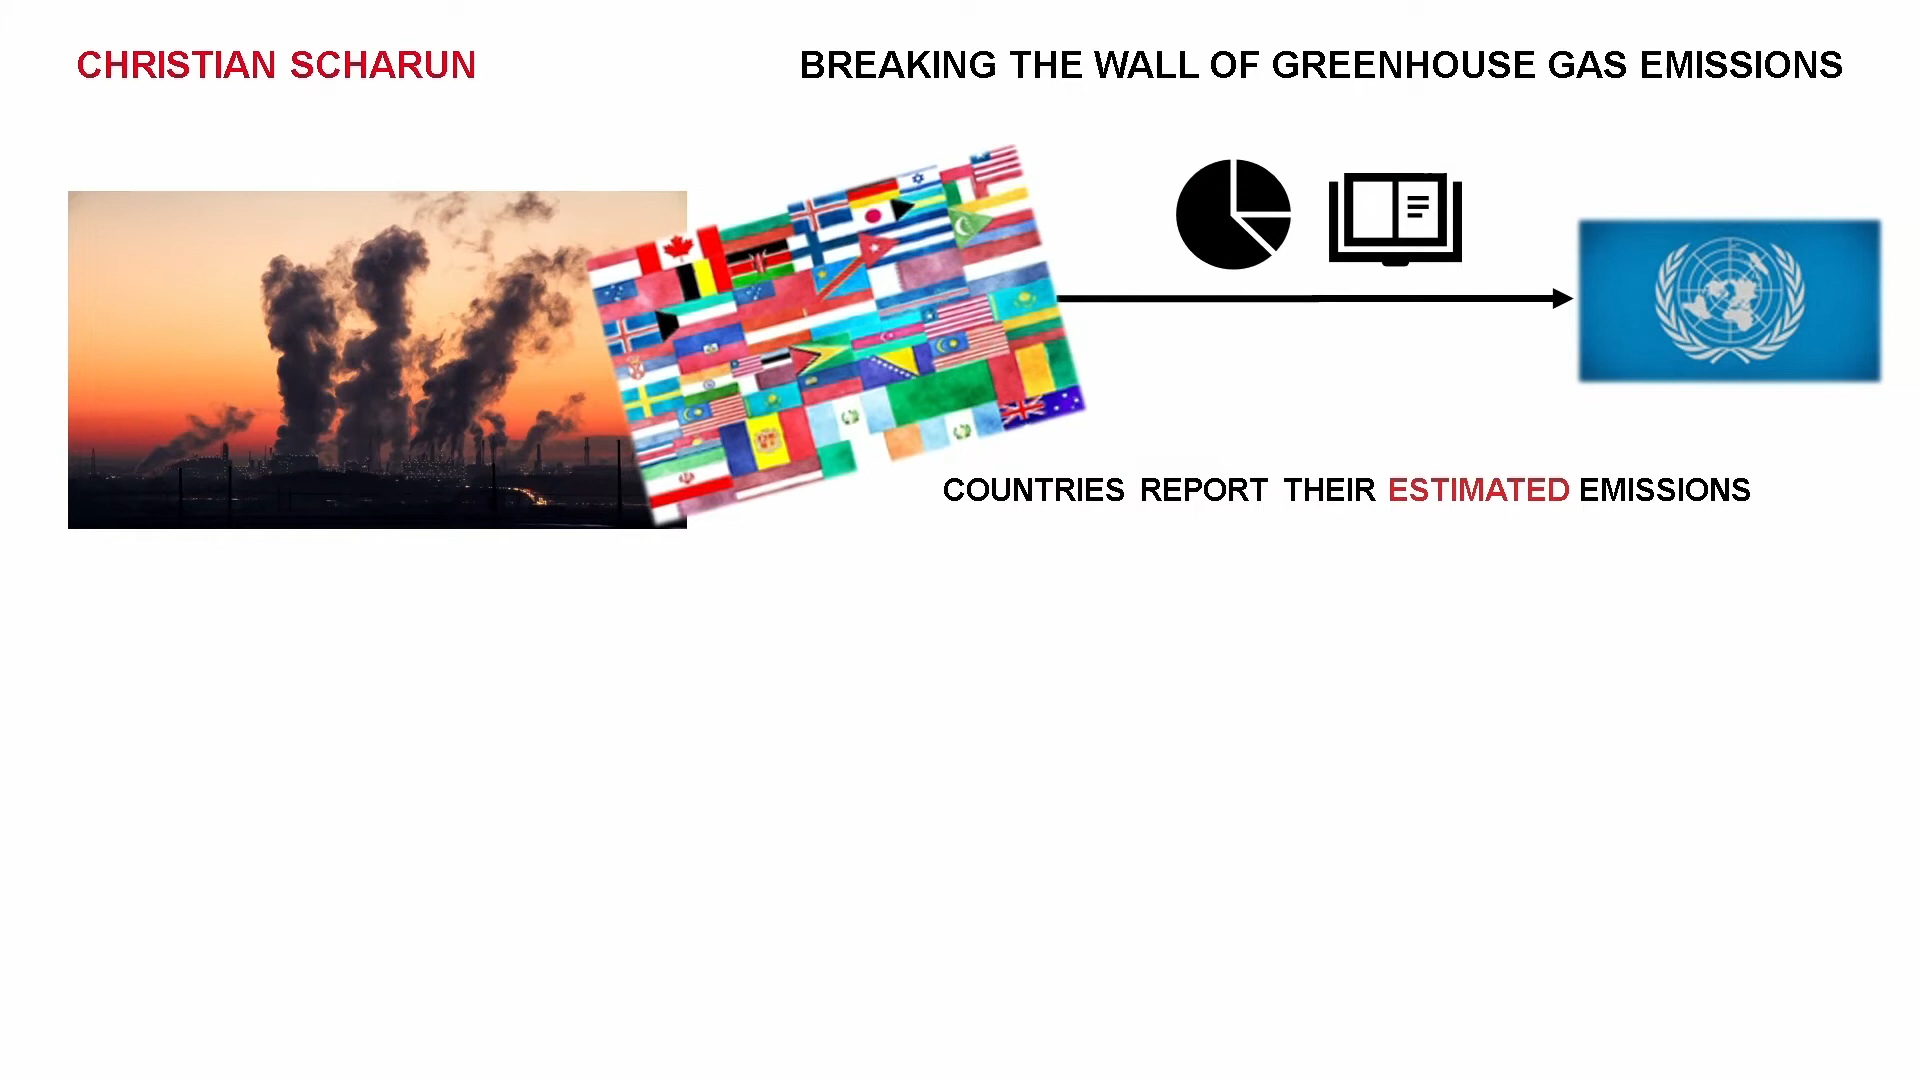 CHRISTIAN SCHARUN
BREAKING THE WALL OF GREENHOUSE GAS EMISSIONS
COUNTRIES REPORT THEIR ESTIMATED EMISSIONS